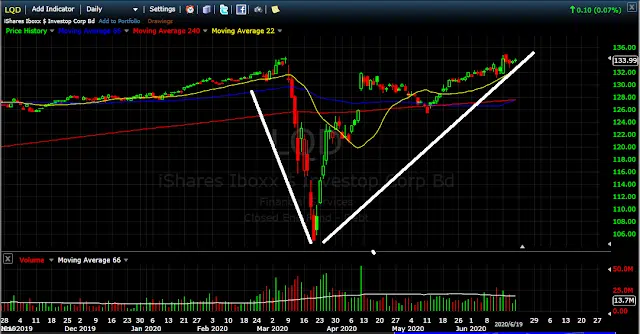 LQD Add Indicator Daily Settings 0.10 (0.07%)
iShares Iboxx $ Investop Corp Bd Add to Portfolio Drawings
Price History Moving Average 66 Moving Average 240 Moving Average 22
136.00
133.99
132.00
130.00
128.00
126.00
124.00
122.00
120.00
118.00
116.00
114.00
112.00
110.00
108.00
106.00
LQD
iShares Iboxx $ Investop Corp Bd
Financial Services
Closed End Fund Debt
X Volume Moving Average 66
50.0M
25.0M
13.7M
28 11 18 25 2 9 16 23 30 6 13 21 27 3 10 18 24 2 9 16 23 30 6 13 20 27 4 11 18 26 1 8 15 22 29 6 13 20 27
Dec 2019 Jan 2020 Feb 2020 Mar 2020 Apr 2020 May 2020 Jun 2020 2020/6/19